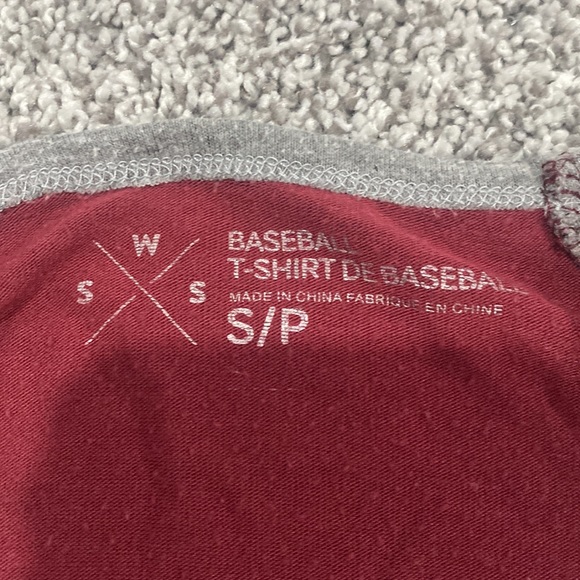 W
S S
BASEBALL
T-SHIRT DE BASEBALL
MADE IN CHINA FABRIQUE EN CHINE
S/P